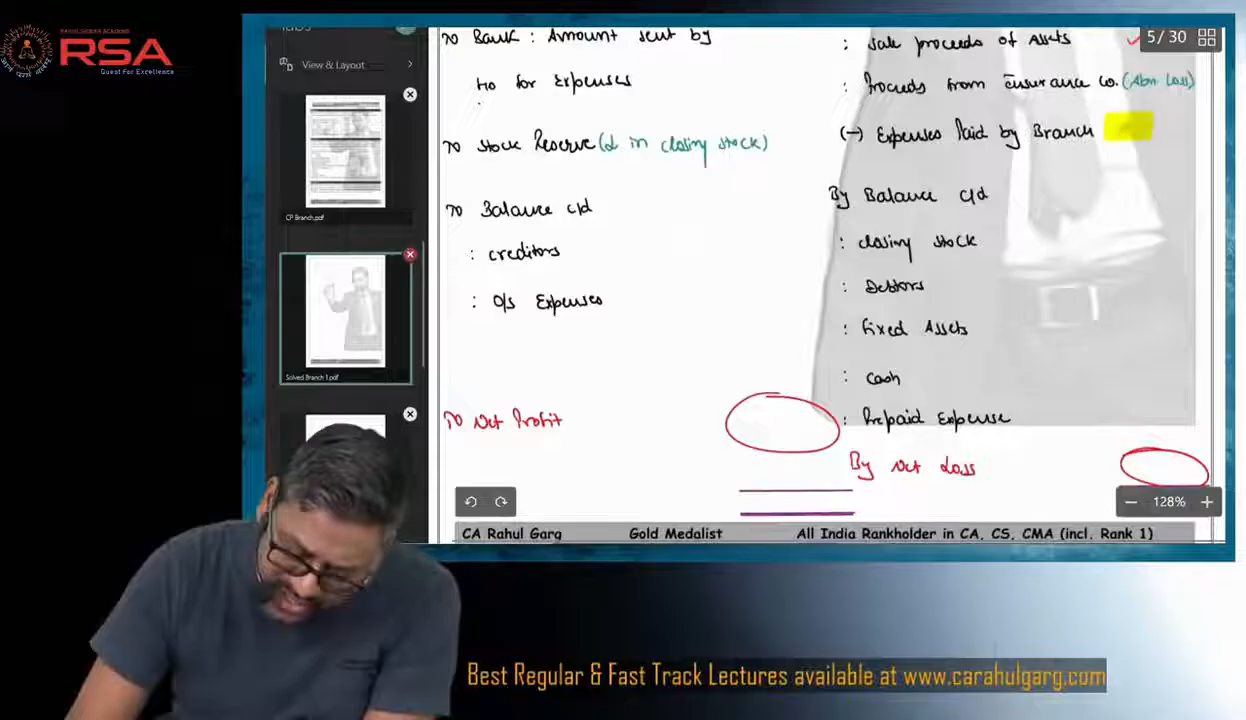 RAHUL GARG ACADEMY
RSA
Quest for Excellence
View & Layout
CP Branch.pdf
Solved Branch 1.pdf
To Bank : Amount sent by
HO for Expenses
To Stock Reserve (L in closing stock)
To Balance c/d
: creditors
: O/s Expenses
To Net Profit
: Sale proceeds of Assets
: Proceeds from Insurance Co. (Abn Loss)
(-) Expenses Paid by Branch
By Balance c/d
: closing stock
: Debtors
: Fixed Assets
: Cash
: Prepaid Expense
By Net Loss
5 / 30
128%
CA Rahul Garg Gold Medalist All India Rankholder in CA, CS, CMA (incl. Rank 1)
Best Regular & Fast Track Lectures available at www.carahulgarg.com